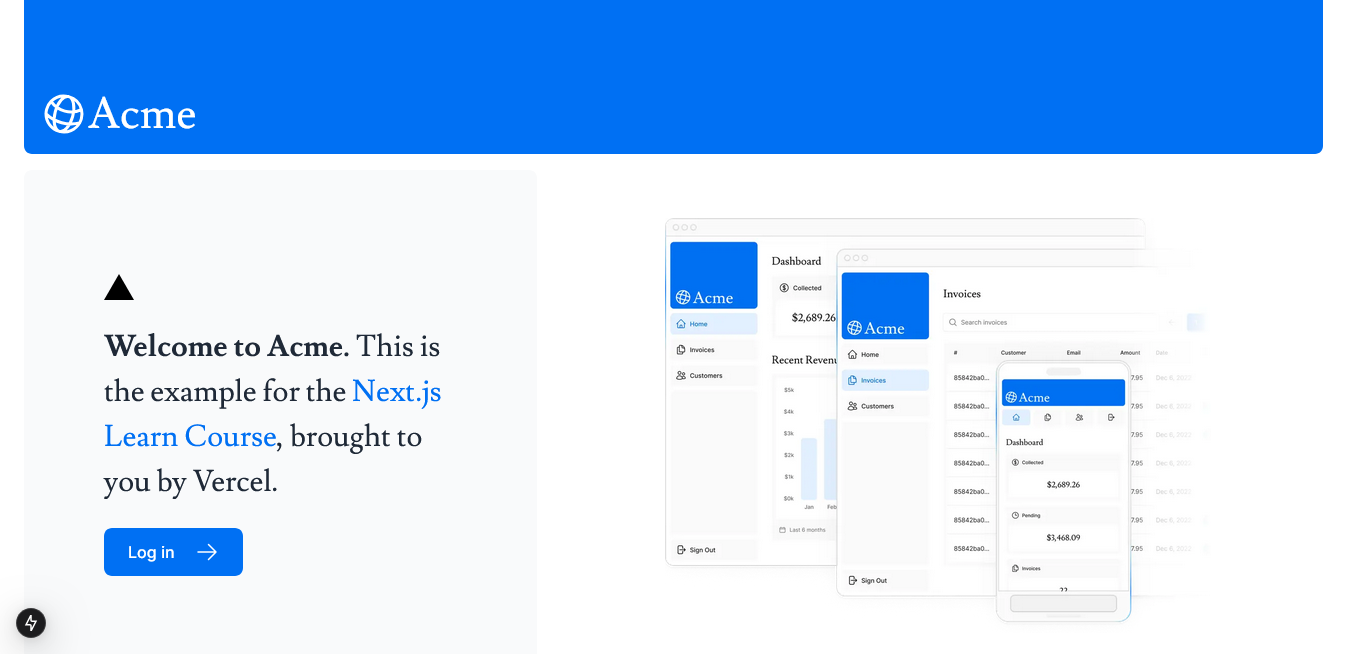 Acme
Welcome to Acme. This is
the example for the Next.js
Learn Course, brought to
you by Vercel.
Log in
Acme
Home
Invoices
Customers
Sign Out
Dashboard
Collected
$2,689.26
Recent Revenu
$5k
$4k
$3k
$2k
$1k
$0k
Jan Feb
Last 6 months
Acme
Home
Invoices
Customers
Sign Out
Invoices
Search invoices
# Customer Email Amount Date
85842ba0... 7.95 Dec 6, 2022
85842ba0... 7.95 Dec 6, 2022
85842ba0... 7.95 Dec 6, 2022
85842ba0... 7.95 Dec 6, 2022
85842ba0... 7.95 Dec 6, 2022
85842ba0... 7.95 Dec 6, 2022
85842ba0... 7.95 Dec 6, 2022
Acme
Dashboard
Collected
$2,689.26
Pending
$3,468.09
Invoices
22